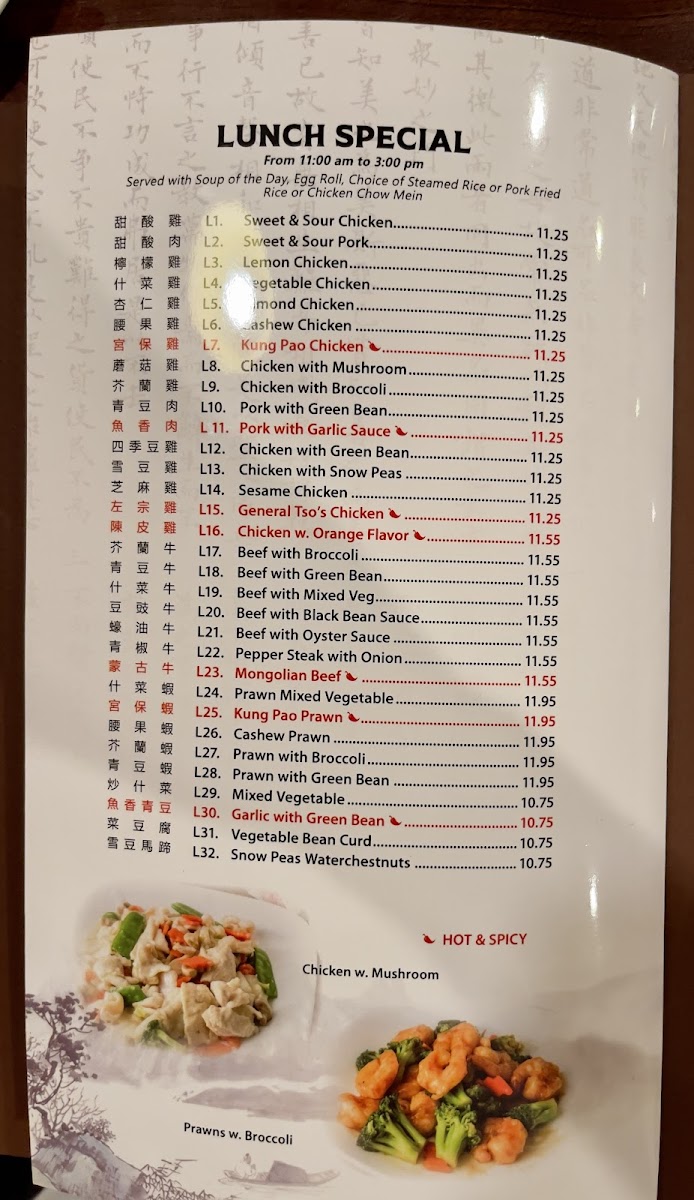 LUNCH SPECIAL
From 11:00 am to 3:00 pm
Served with Soup of the Day, Egg Roll, Choice of Steamed Rice or Pork Fried
Rice or Chicken Chow Mein
甜酸雞 L1. Sweet & Sour Chicken 11.25
甜酸肉 L2. Sweet & Sour Pork 11.25
檸檬雞 L3. Lemon Chicken 11.25
什菜雞 L4. Vegetable Chicken 11.25
杏仁雞 L5. Almond Chicken 11.25
腰果雞 L6. Cashew Chicken 11.25
宮保雞 L7. Kung Pao Chicken 11.25
蘑菇雞 L8. Chicken with Mushroom 11.25
芥蘭雞 L9. Chicken with Broccoli 11.25
青豆肉 L10. Pork with Green Bean 11.25
魚香肉 L 11. Pork with Garlic Sauce 11.25
四季豆雞 L12. Chicken with Green Bean 11.25
雪豆雞 L13. Chicken with Snow Peas 11.25
芝麻雞 L14. Sesame Chicken 11.25
左宗雞 L15. General Tso's Chicken 11.25
陳皮雞 L16. Chicken w. Orange Flavor 11.55
芥蘭牛 L17. Beef with Broccoli 11.55
青豆牛 L18. Beef with Green Bean 11.55
什菜牛 L19. Beef with Mixed Veg 11.55
豆豉牛 L20. Beef with Black Bean Sauce 11.55
蠔油牛 L21. Beef with Oyster Sauce 11.55
青椒牛 L22. Pepper Steak with Onion 11.55
蒙古牛 L23. Mongolian Beef 11.55
什菜蝦 L24. Prawn Mixed Vegetable 11.95
宮保蝦 L25. Kung Pao Prawn 11.95
腰果蝦 L26. Cashew Prawn 11.95
芥蘭蝦 L27. Prawn with Broccoli 11.95
青豆蝦 L28. Prawn with Green Bean 11.95
炒什菜 L29. Mixed Vegetable 10.75
魚香青豆 L30. Garlic with Green Bean 10.75
菜豆腐 L31. Vegetable Bean Curd 10.75
雪豆馬蹄 L32. Snow Peas Waterchestnuts 10.75
HOT & SPICY
Chicken w. Mushroom
Prawns w. Broccoli